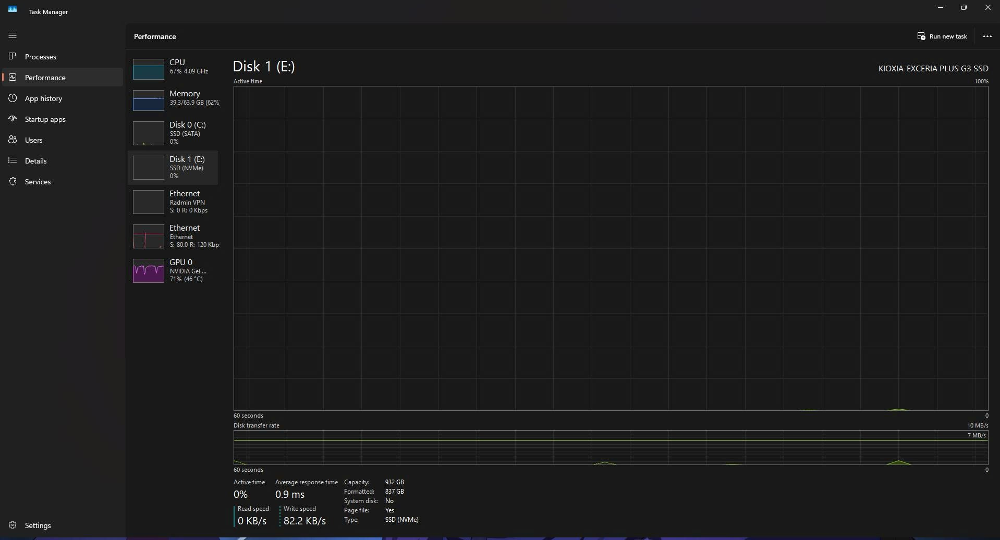 Task Manager
Processes
Performance
App history
Startup apps
Users
Details
Services
Settings
Performance
Run new task
CPU
67% 4.09 GHz
Memory
39.3/63.9 GB (62%
Disk 0 (C:)
SSD (SATA)
0%
Disk 1 (E:)
SSD (NVMe)
0%
Ethernet
Radmin VPN
S: 0 R: 0 Kbps
Ethernet
Ethernet
S: 80.0 R: 120 Kbp
GPU 0
NVIDIA GeF...
71% (46 °C)
Disk 1 (E:)
KIOXIA-EXCERIA PLUS G3 SSD
Active time 100%
60 seconds 0
Disk transfer rate 10 MB/s
7 MB/s
60 seconds 0
Active time Average response time
0% 0.9 ms
Read speed Write speed
0 KB/s 82.2 KB/s
Capacity: 932 GB
Formatted: 837 GB
System disk: No
Page file: Yes
Type: SSD (NVMe)